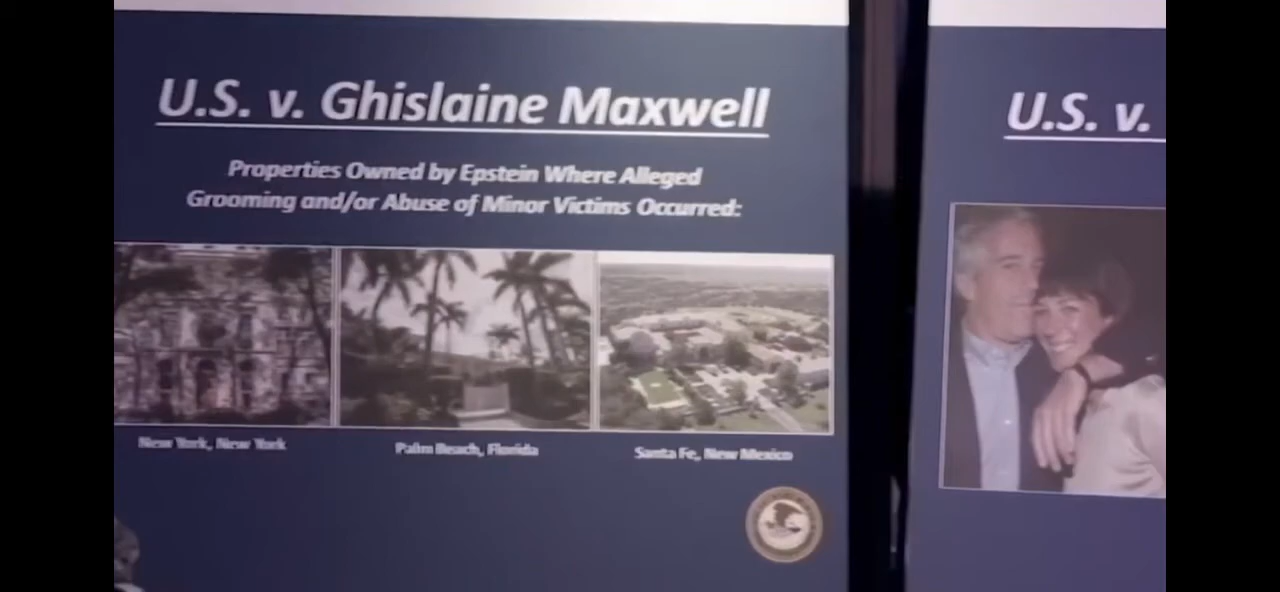 U.S. v. Ghislaine Maxwell
Properties Owned by Epstein Where Alleged
Grooming and/or Abuse of Minor Victims Occurred:
New York, New York
Palm Beach, Florida
Santa Fe, New Mexico
U.S. v.